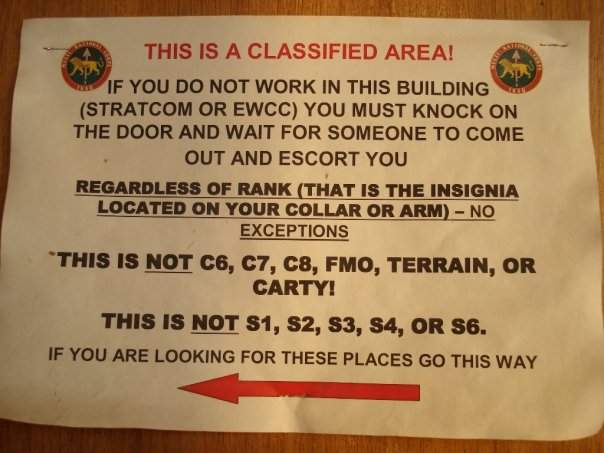 THIS IS A CLASSIFIED AREA!
IF YOU DO NOT WORK IN THIS BUILDING
(STRATCOM OR EWCC) YOU MUST KNOCK ON
THE DOOR AND WAIT FOR SOMEONE TO COME
OUT AND ESCORT YOU
REGARDLESS OF RANK (THAT IS THE INSIGNIA
LOCATED ON YOUR COLLAR OR ARM) – NO
EXCEPTIONS
THIS IS NOT C6, C7, C8, FMO, TERRAIN, OR
CARTY!
THIS IS NOT S1, S2, S3, S4, OR S6.
IF YOU ARE LOOKING FOR THESE PLACES GO THIS WAY